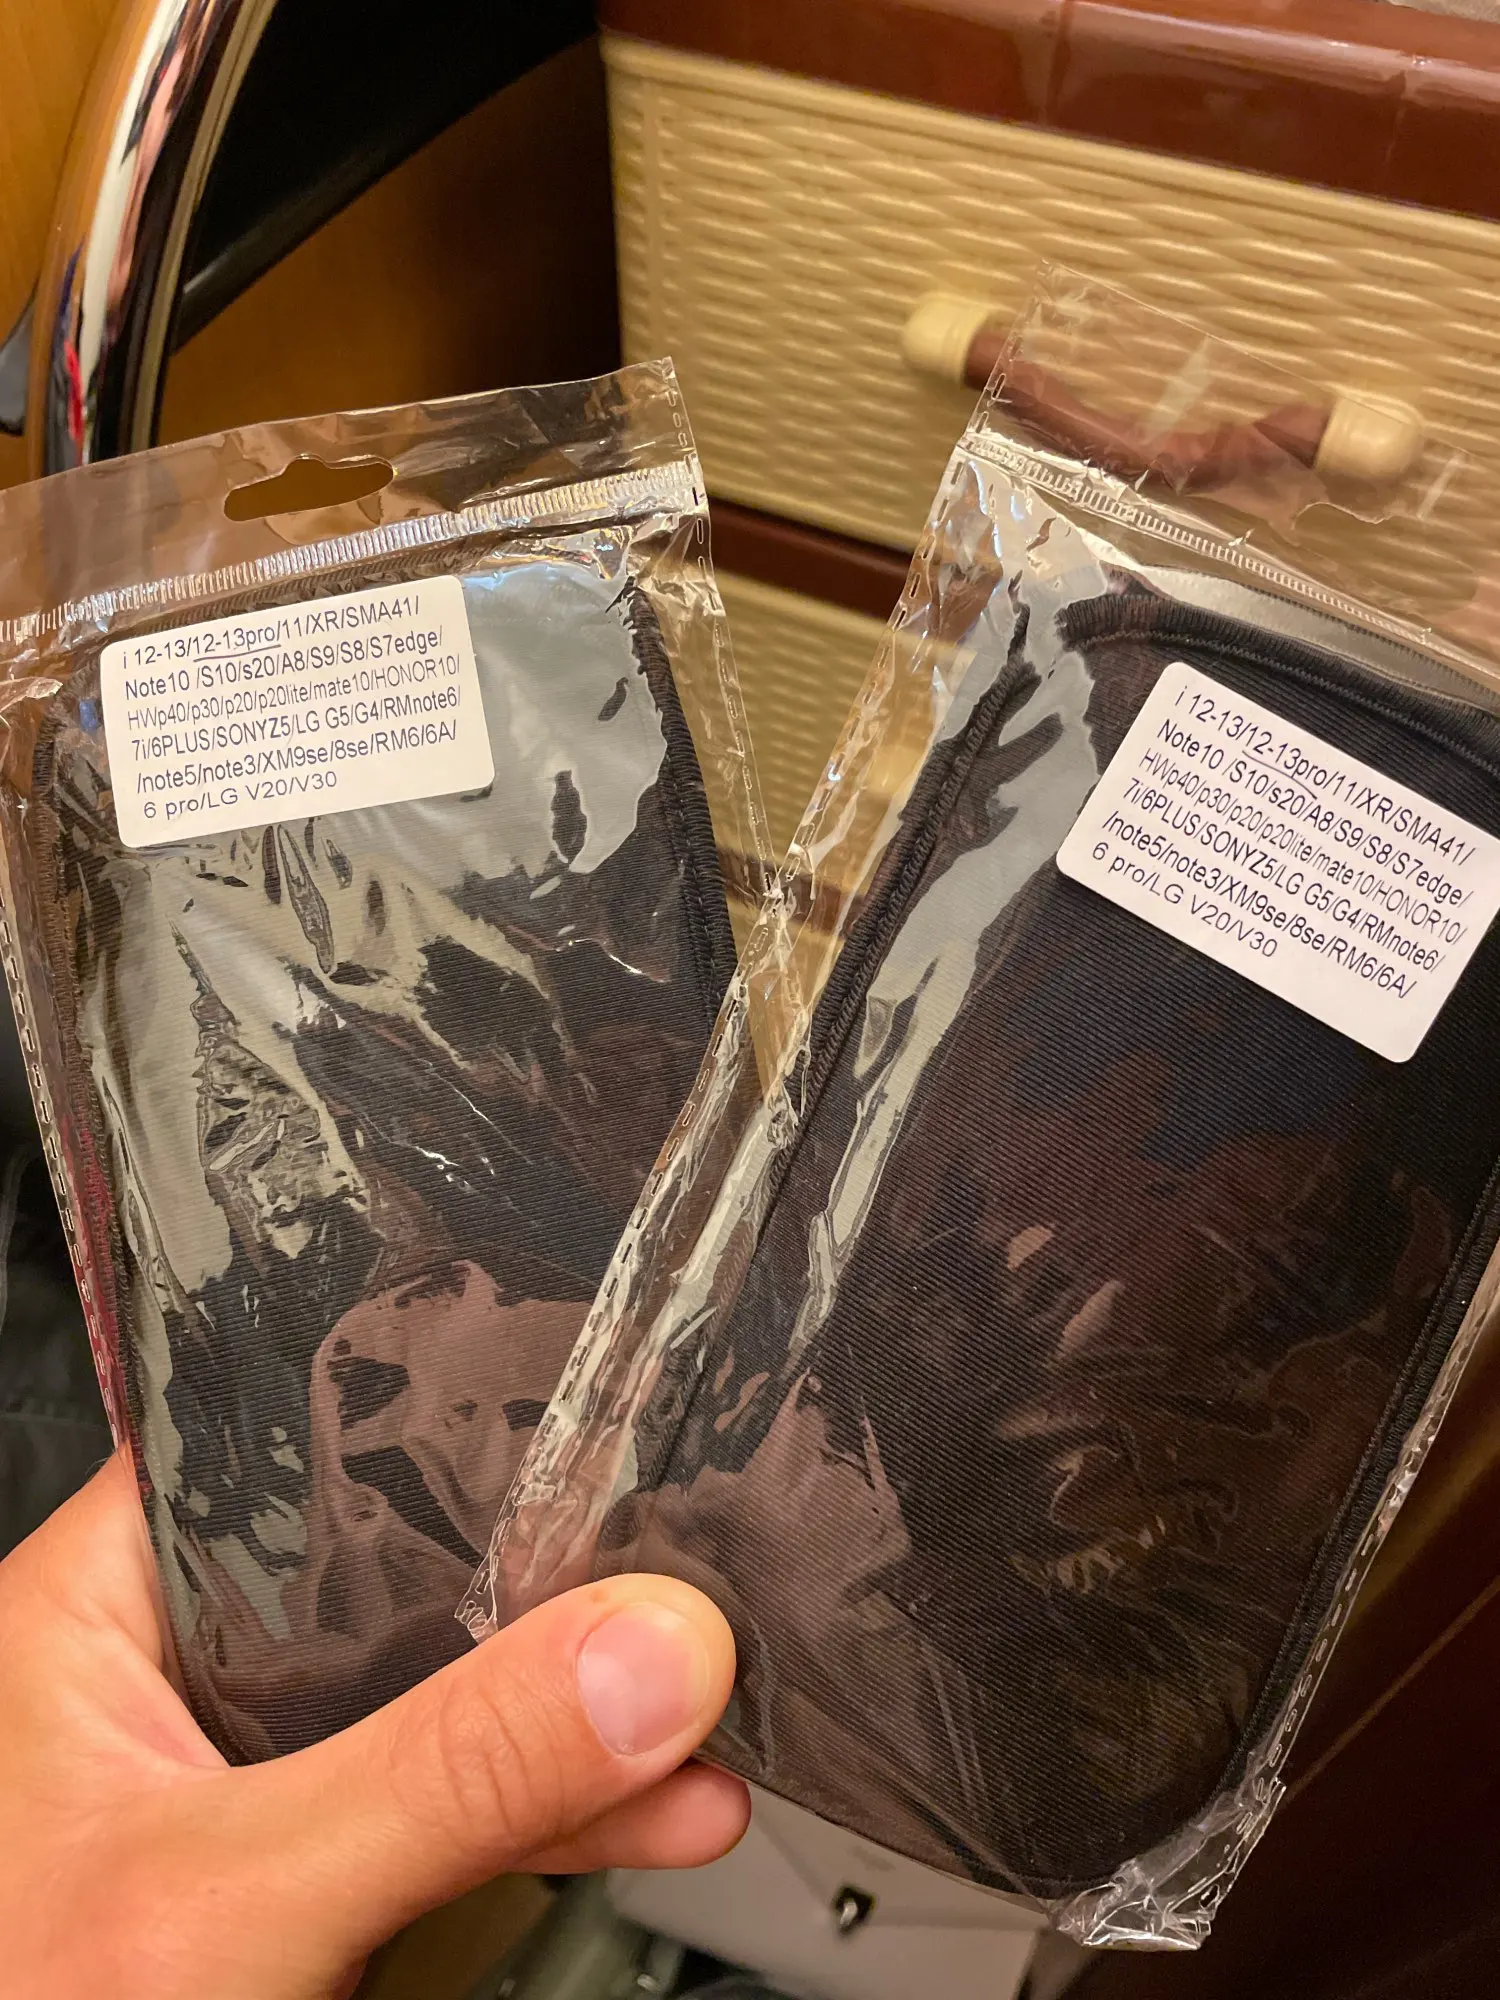 i 12-13/12-13pro/11/XR/SMA41/
Note10 /S10/s20/A8/S9/S8/S7edge/
HWp40/p30/p20/p20lite/mate10/HONOR10/
7i/6PLUS/SONYZ5/LG G5/G4/RMnote6/
/note5/note3/XM9se/8se/RM6/6A/
6 pro/LG V20/V30
i 12-13/12-13pro/11/XR/SMA41/
Note10 /S10/s20/A8/S9/S8/S7edge/
HWp40/p30/p20/p20lite/mate10/HONOR10/
7i/6PLUS/SONYZ5/LG G5/G4/RMnote6/
/note5/note3/XM9se/8se/RM6/6A/
6 pro/LG V20/V30